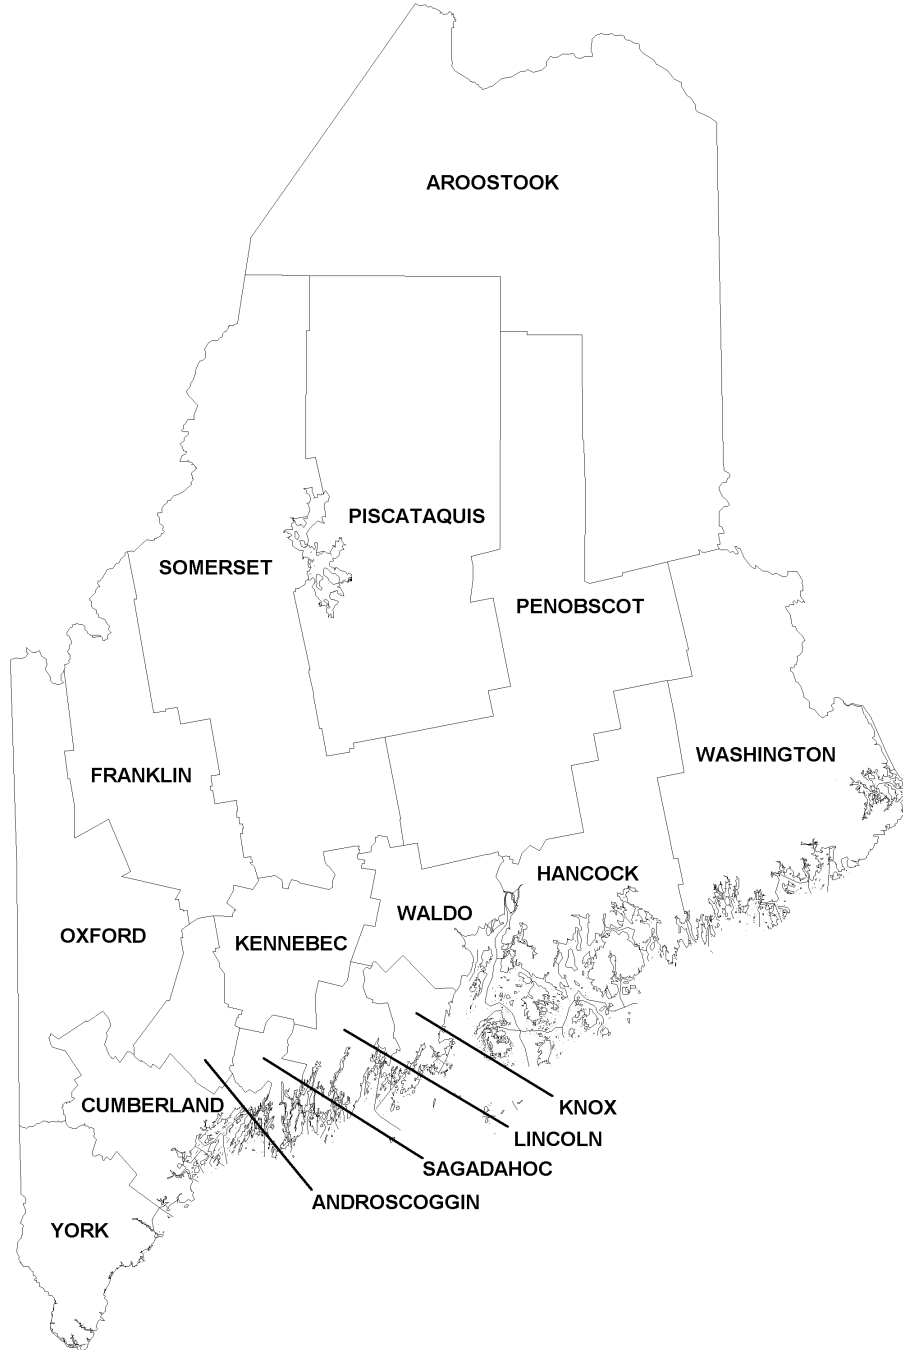 AROOSTOOK
PISCATAQUIS
SOMERSET
PENOBSCOT
WASHINGTON
FRANKLIN
HANCOCK
WALDO
OXFORD
KENNEBEC
CUMBERLAND
KNOX
LINCOLN
SAGADAHOC
ANDROSCOGGIN
YORK